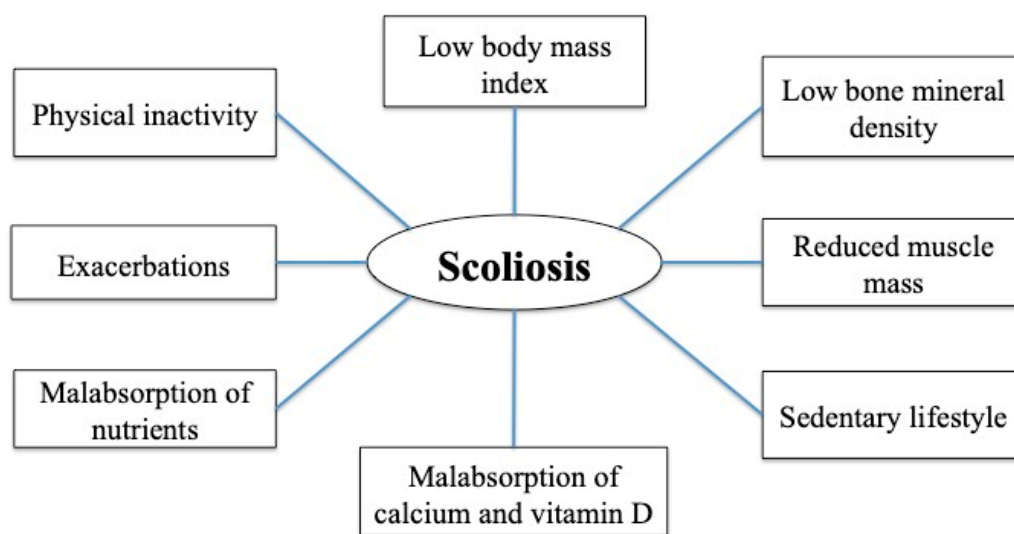 Low body mass
index
Physical inactivity
Low bone mineral
density
Exacerbations
Scoliosis
Reduced muscle
mass
Malabsorption of
nutrients
Sedentary lifestyle
Malabsorption of
calcium and vitamin D